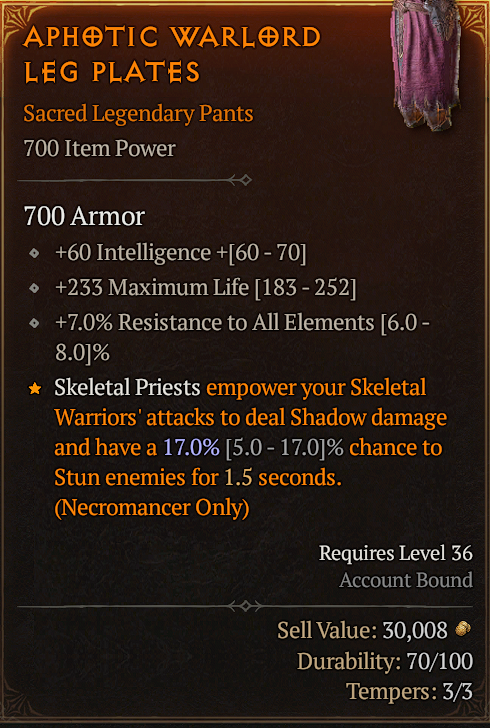 APHOTIC WARLORD
LEG PLATES
Sacred Legendary Pants
700 Item Power
700 Armor
+60 Intelligence +[60 - 70]
+233 Maximum Life [183 - 252]
+7.0% Resistance to All Elements [6.0 -
8.0]%
Skeletal Priests empower your Skeletal
Warriors' attacks to deal Shadow damage
and have a 17.0% [5.0 - 17.0]% chance to
Stun enemies for 1.5 seconds.
(Necromancer Only)
Requires Level 36
Account Bound
Sell Value: 30,008
Durability: 70/100
Tempers: 3/3